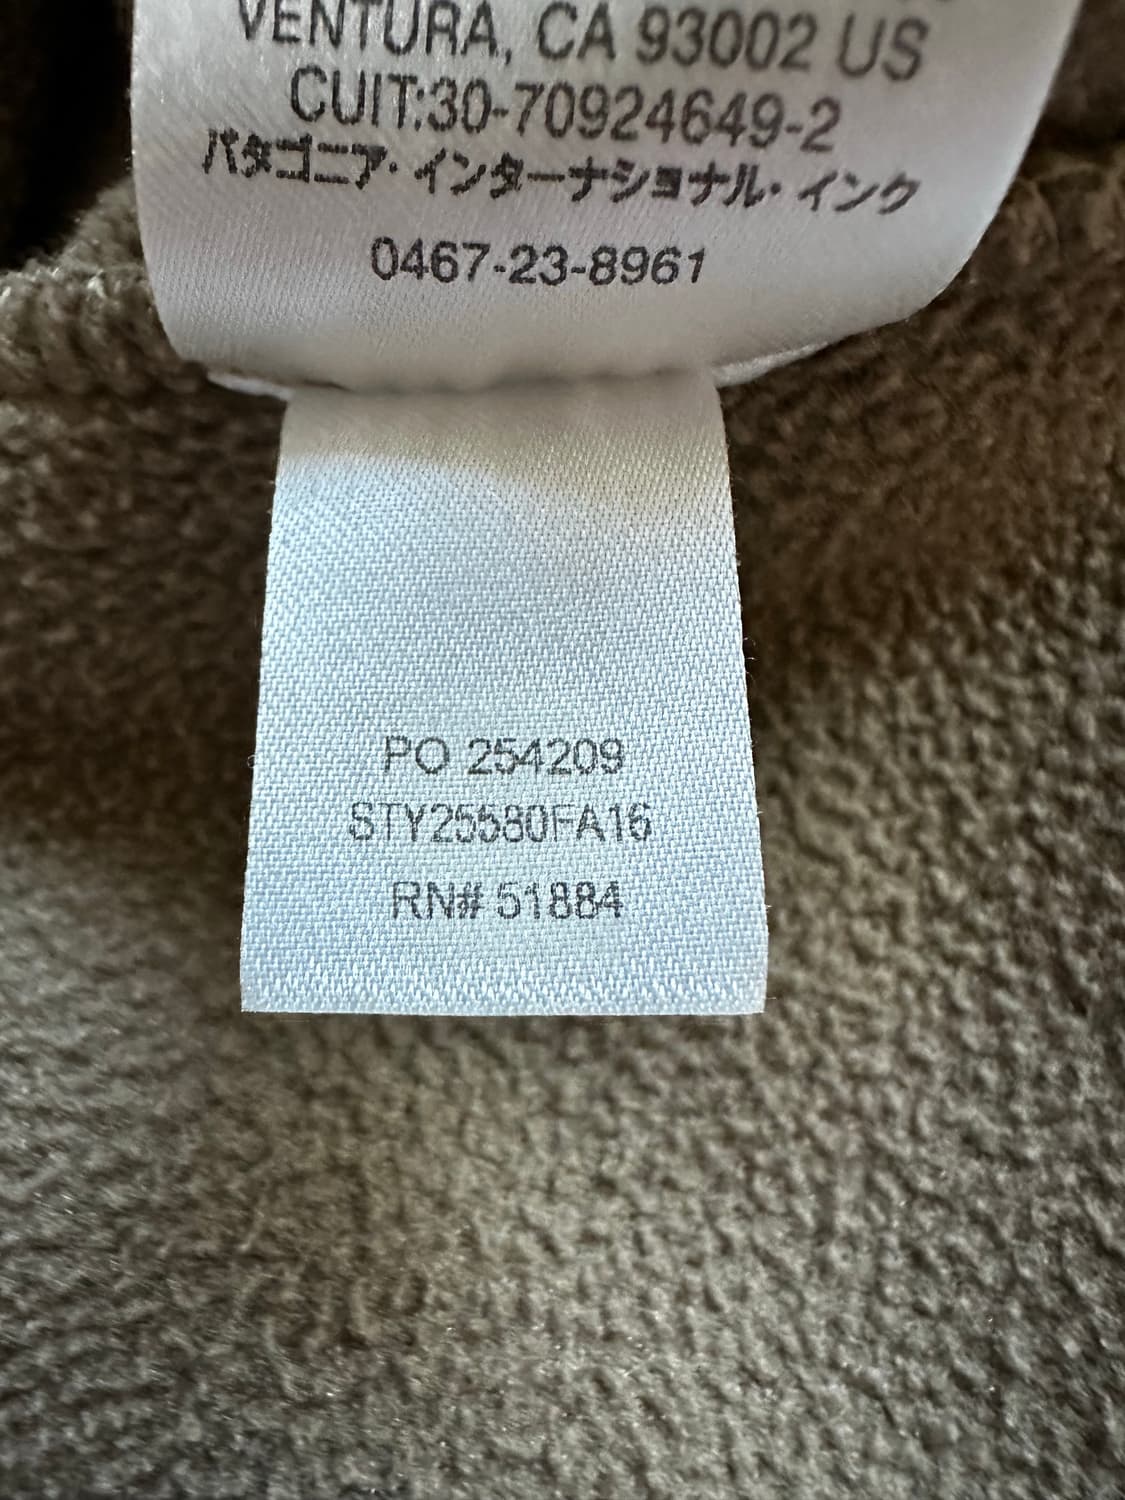 VENTURA, CA 93002 US
CUIT:30-70924649-2
パタゴニア・インターナショナル・インク
0467-23-8961
PO 254209
STY25580FA16
RN# 51884